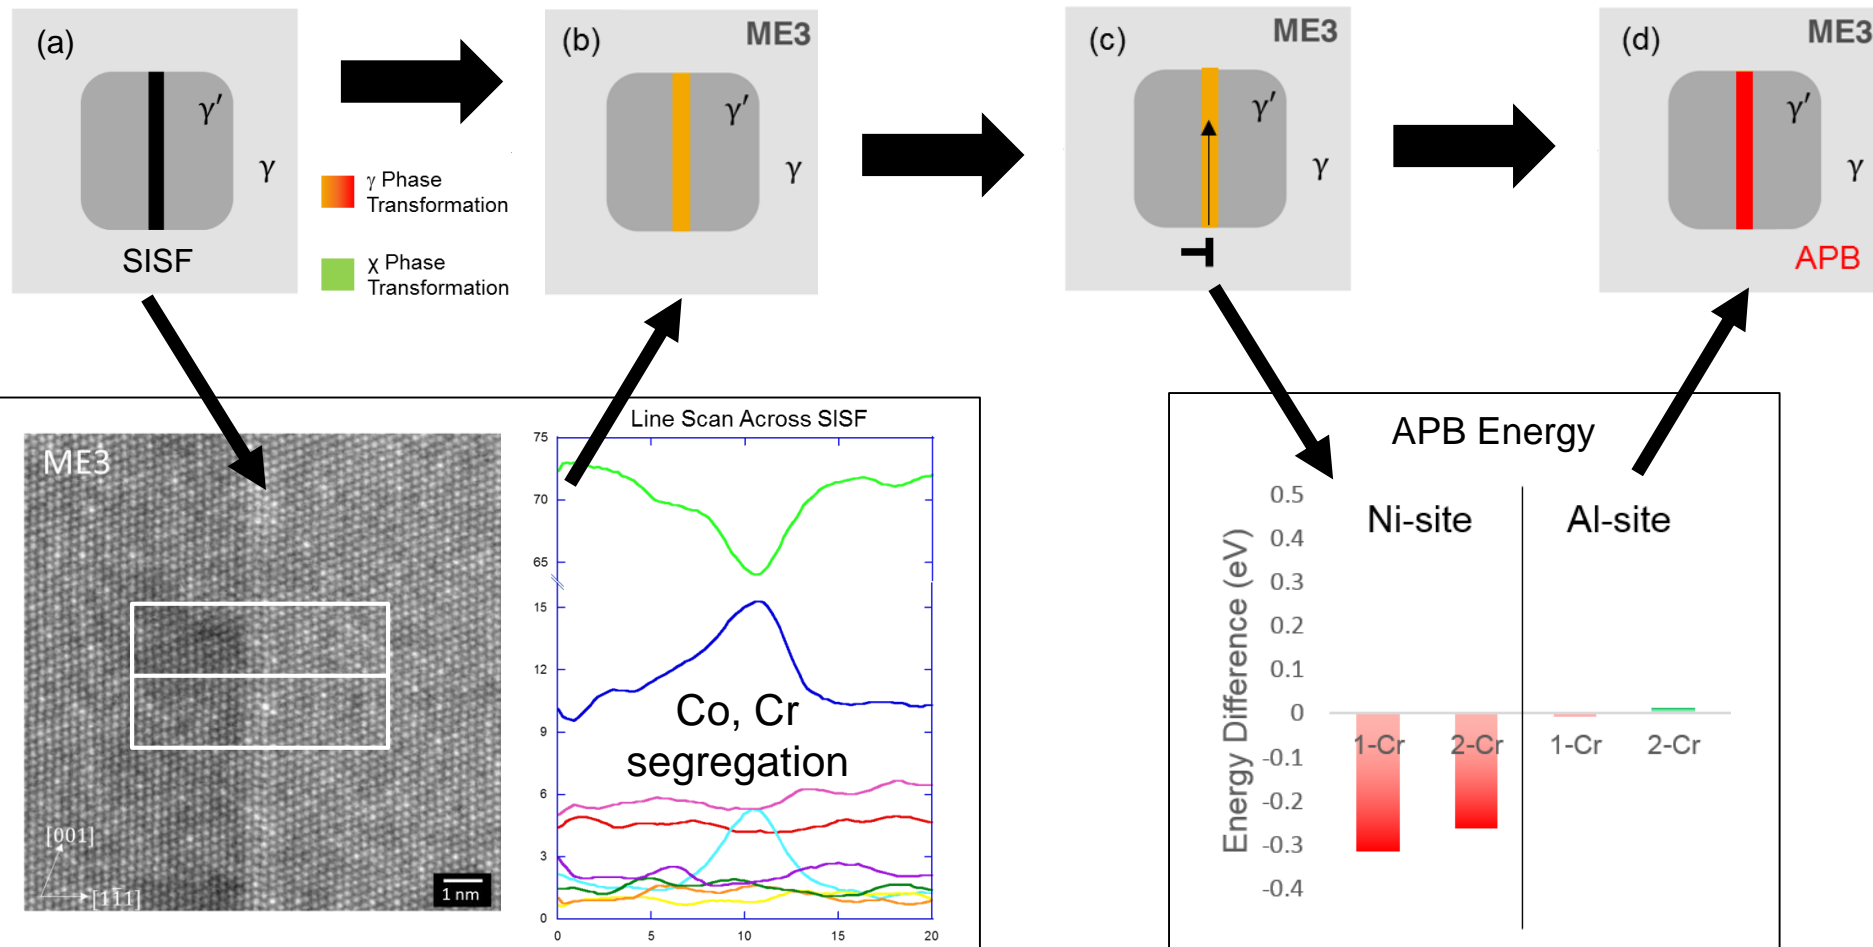 (a)
γ′
γ
SISF
γ Phase
Transformation
χ Phase
Transformation
(b)
ME3
γ′
γ
(c)
ME3
γ′
γ
(d)
ME3
γ′
γ
APB
ME3
[001]
[11̅1]
1 nm
Line Scan Across SISF
75
70
65
15
12
9
6
3
0
0
5
10
15
20
Co, Cr
segregation
APB Energy
Energy Difference (eV)
0.5
0.4
0.3
0.2
0.1
0
-0.1
-0.2
-0.3
-0.4
Ni-site
Al-site
1-Cr
2-Cr
1-Cr
2-Cr